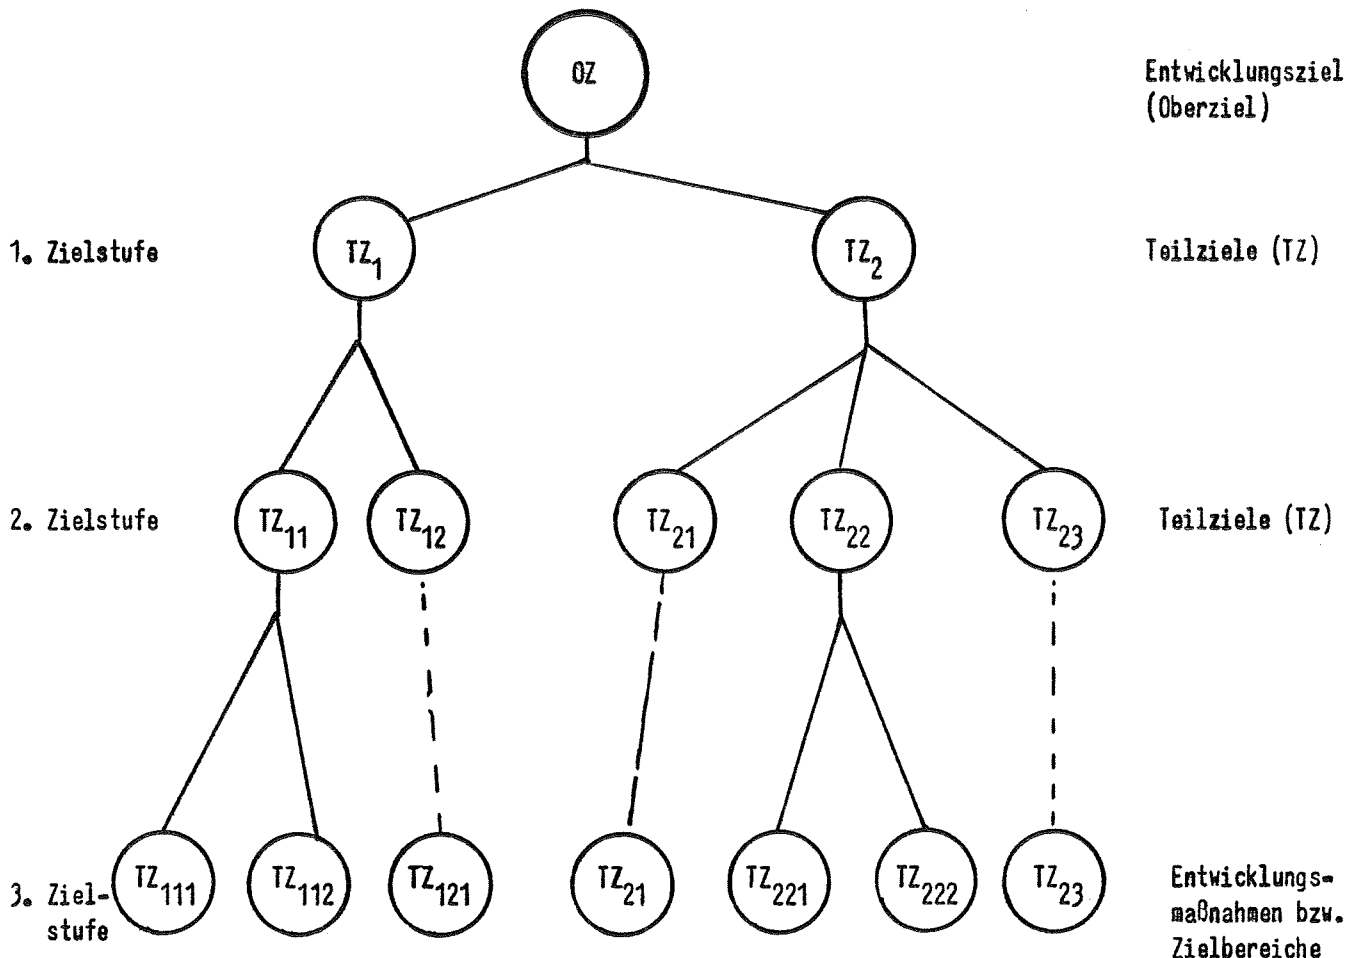 OZ
Entwicklungsziel
(Oberziel)
1. Zielstufe
TZ1
TZ2
Teilziele (TZ)
2. Zielstufe
TZ11
TZ12
TZ21
TZ22
TZ23
Teilziele (TZ)
3. Ziel-
stufe
TZ111
TZ112
TZ121
TZ21
TZ221
TZ222
TZ23
Entwicklungs-
maßnahmen bzw.
Zielbereiche